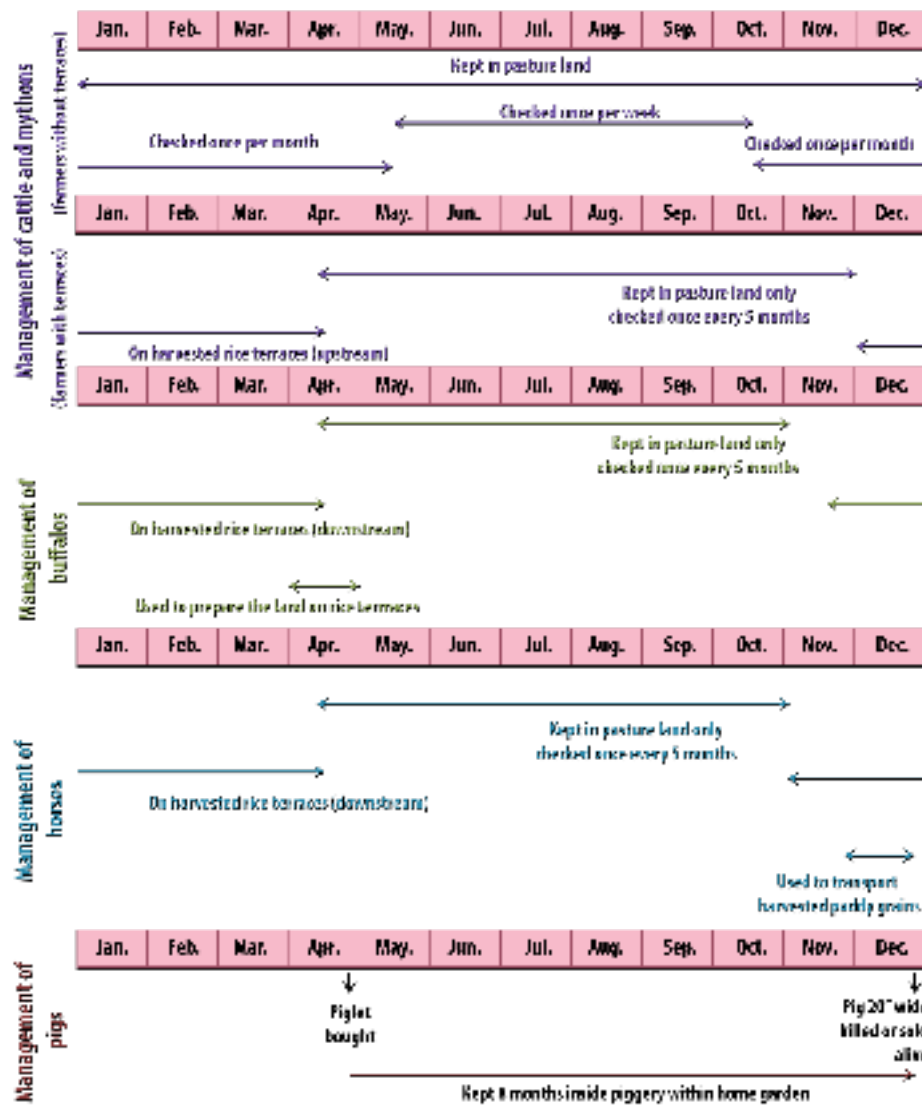 Jan. Feb. Mar. Apr. May. Jun. Jul. Aug. Sep. Oct. Nov. Dec.
Management of cattle and mythons
(farmers without terraces)
Kept in pasture land
Checked once per week
Checked once per month
Checked once per month
Jan. Feb. Mar. Apr. May. Jun. Jul. Aug. Sep. Oct. Nov. Dec.
(farmers with terraces)
Kept in pasture land only
checked once every 5 months
On harvested rice terraces (upstream)
Jan. Feb. Mar. Apr. May. Jun. Jul. Aug. Sep. Oct. Nov. Dec.
Management of
buffalos
Kept in pasture land only
checked once every 5 months
On harvested rice terraces (downstream)
Used to prepare the land on rice terraces
Jan. Feb. Mar. Apr. May. Jun. Jul. Aug. Sep. Oct. Nov. Dec.
Management of
horses
Kept in pasture land only
checked once every 5 months
On harvested rice terraces (downstream)
Used to transport
harvested paddy grains
Jan. Feb. Mar. Apr. May. Jun. Jul. Aug. Sep. Oct. Nov. Dec.
Management of
pigs
Piglet
bought
Pig 20" wide
killed or sold
alive
Kept 8 months inside piggery within home garden